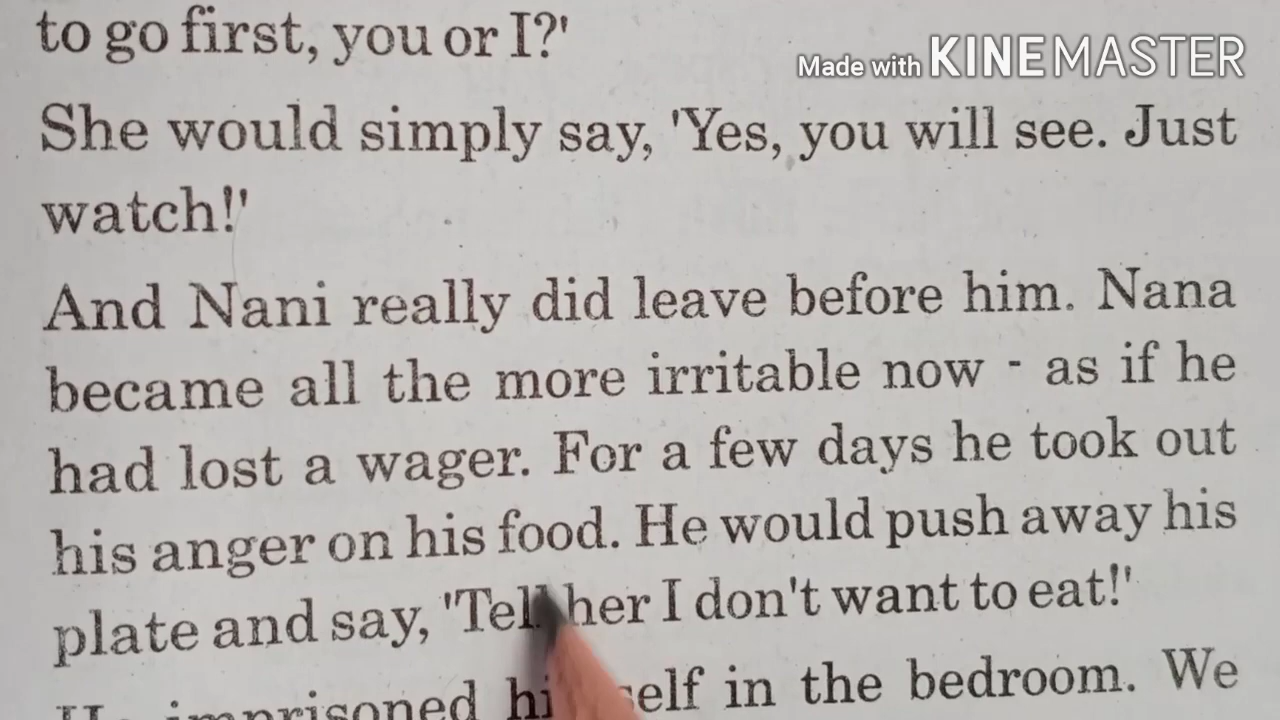 to go first, you or I?'
Made with KINEMASTER
She would simply say, 'Yes, you will see. Just
watch!'
And Nani really did leave before him. Nana
became all the more irritable now - as if he
had lost a wager. For a few days he took out
his anger on his food. He would push away his
plate and say, 'Tell her I don't want to eat!'
He imprisoned himself in the bedroom. We